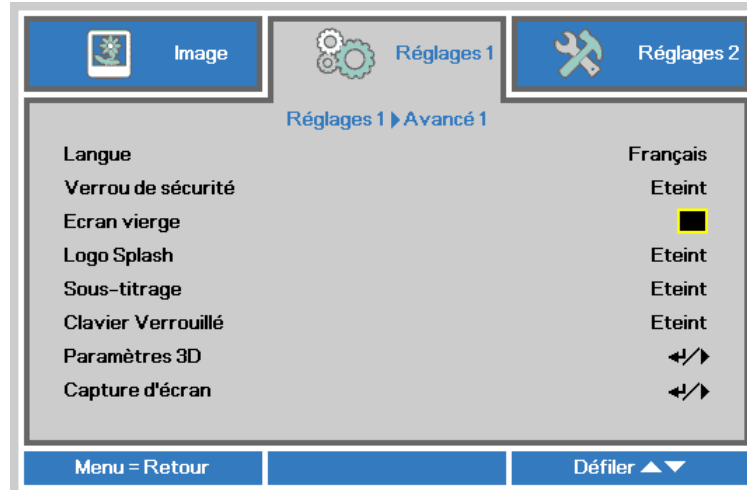 Image
Réglages 1
Réglages 2
Réglages 1 ▶ Avancé 1
Langue Français
Verrou de sécurité Eteint
Ecran vierge
Logo Splash Eteint
Sous-titrage Eteint
Clavier Verrouillé Eteint
Paramètres 3D ↵/▶
Capture d'écran ↵/▶
Menu = Retour
Défiler ▲▼